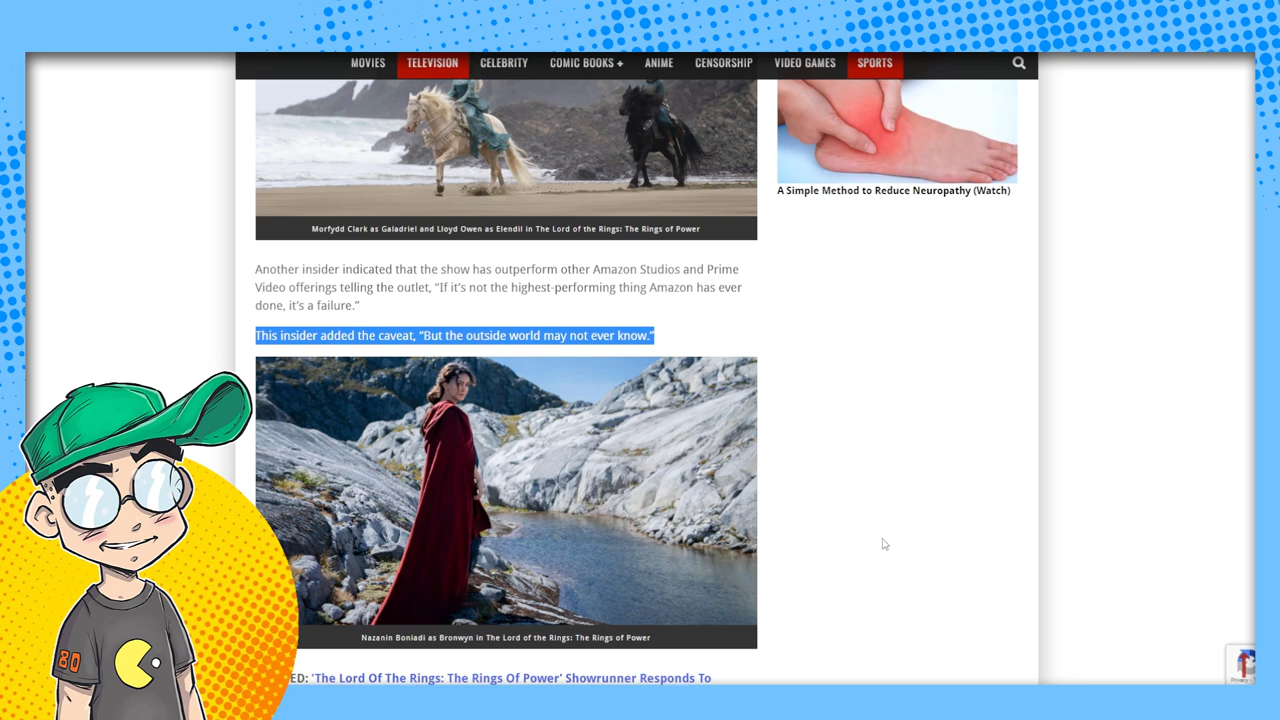 MOVIES TELEVISION CELEBRITY COMIC BOOKS + ANIME CENSORSHIP VIDEO GAMES SPORTS
A Simple Method to Reduce Neuropathy (Watch)
Morfydd Clark as Galadriel and Lloyd Owen as Elendil in The Lord of the Rings: The Rings of Power
Another insider indicated that the show has outperform other Amazon Studios and Prime
Video offerings telling the outlet, “If it’s not the highest-performing thing Amazon has ever
done, it’s a failure.”
This insider added the caveat, “But the outside world may not ever know.”
Nazanin Boniadi as Bronwyn in The Lord of the Rings: The Rings of Power
ED: ‘The Lord Of The Rings: The Rings Of Power’ Showrunner Responds To
80